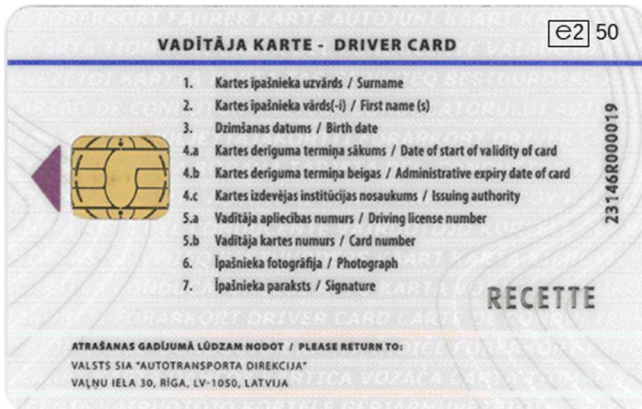 VADĪTĀJA KARTE - DRIVER CARD
e2 50
1. Kartes īpašnieka uzvārds / Surname
2. Kartes īpašnieka vārds(-i) / First name (s)
3. Dzimšanas datums / Birth date
4.a Kartes derīguma termiņa sākums / Date of start of validity of card
4.b Kartes derīguma termiņa beigas / Administrative expiry date of card
4.c Kartes izdevējas institūcijas nosaukums / Issuing authority
5.a Vadītāja apliecības numurs / Driving license number
5.b Vadītāja kartes numurs / Card number
6. Īpašnieka fotogrāfija / Photograph
7. Īpašnieka paraksts / Signature
23146R000019
RECETTE
ATRAŠANAS GADĪJUMĀ LŪDZAM NODOT / PLEASE RETURN TO:
VALSTS SIA "AUTOTRANSPORTA DIREKCIJA"
VAĻŅU IELA 30, RĪGA, LV-1050, LATVIJA